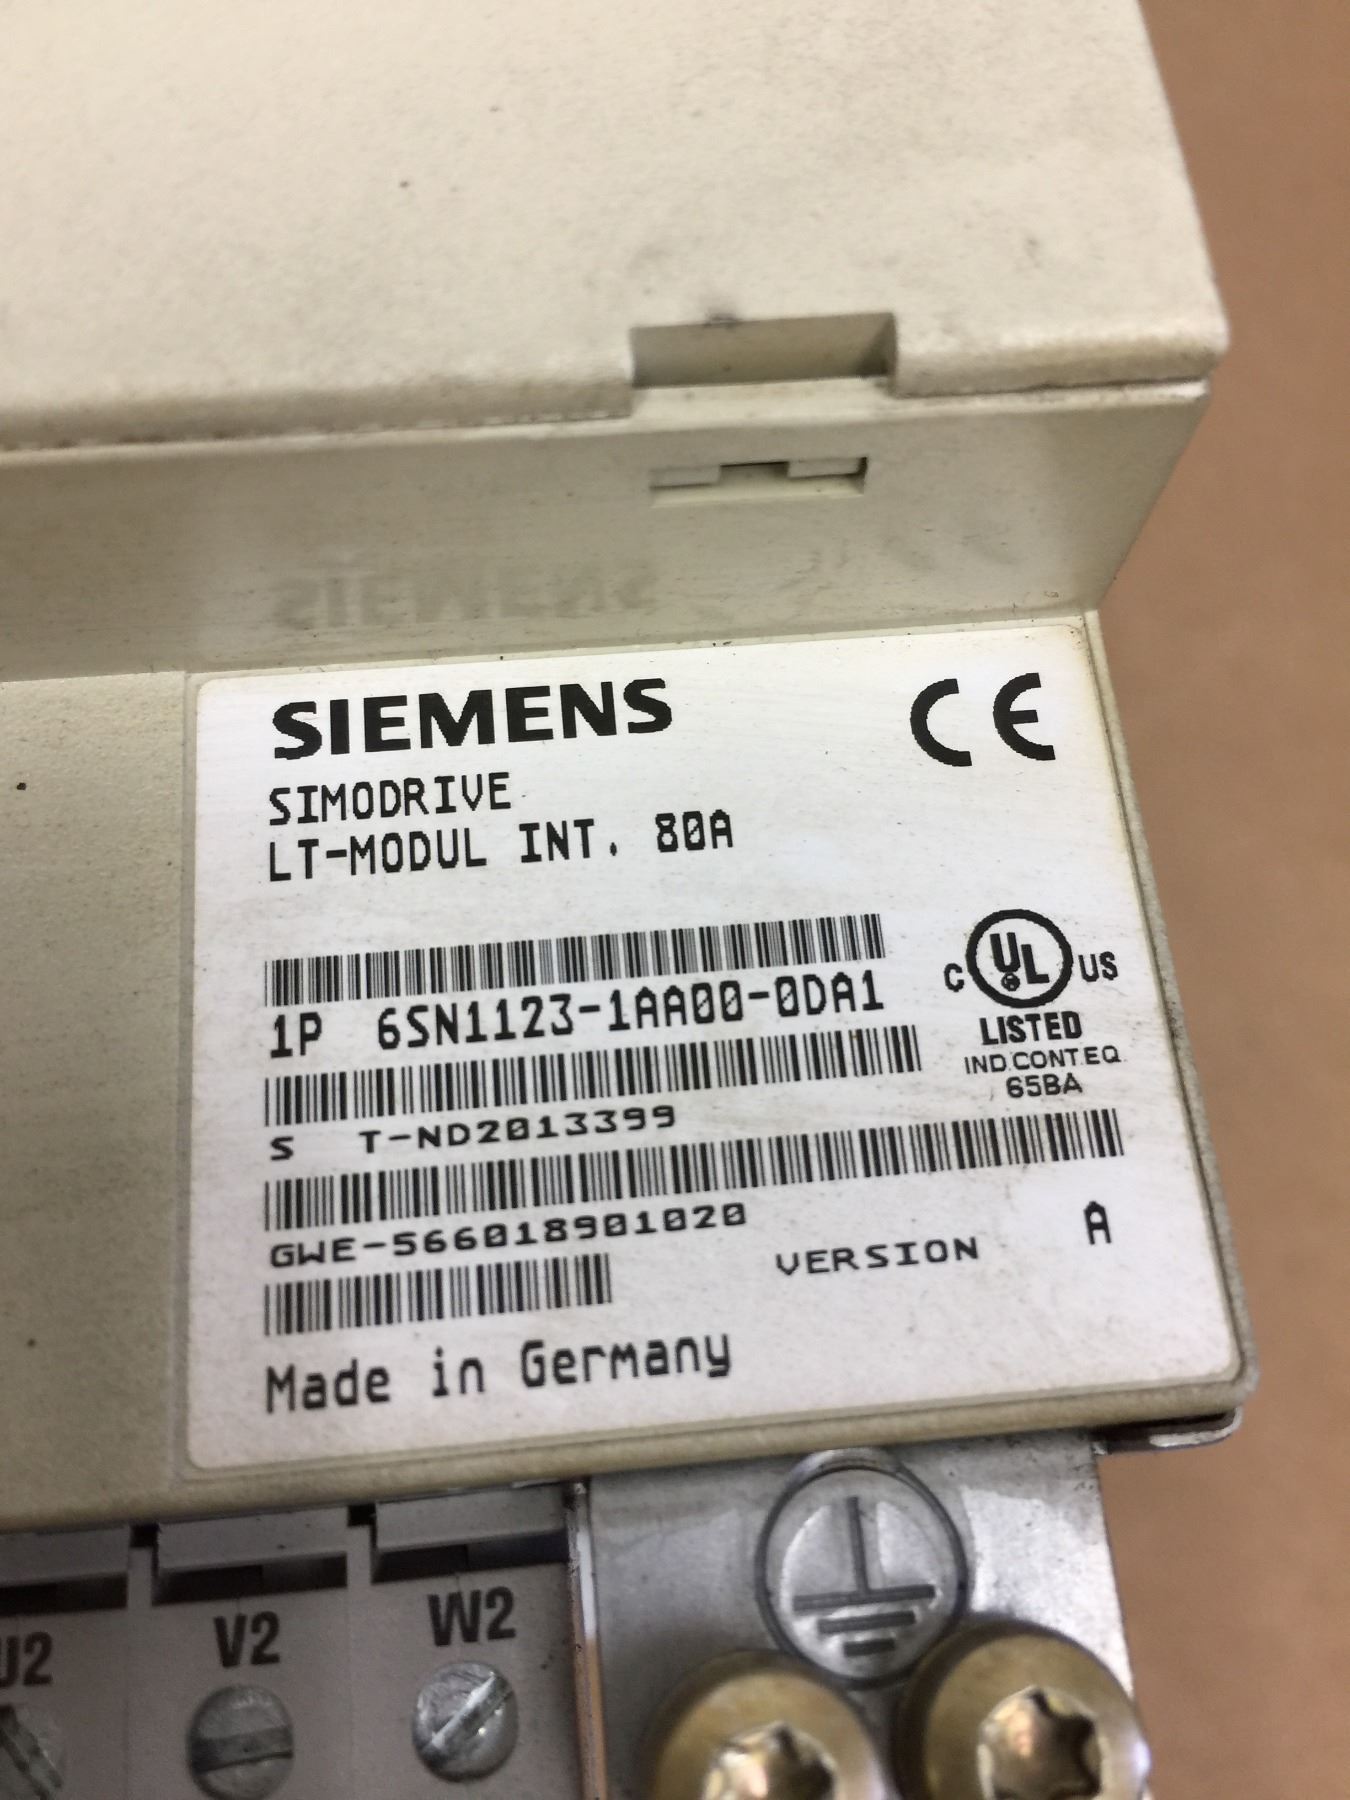 SIEMENS
CE
SIMODRIVE
LT-MODUL INT. 80A
1P 6SN1123-1AA00-0DA1
C UL US
LISTED
IND.CONT.EQ
65BA
S T-ND2013399
GWE-566018901020
VERSION A
Made in Germany
U2 V2 W2